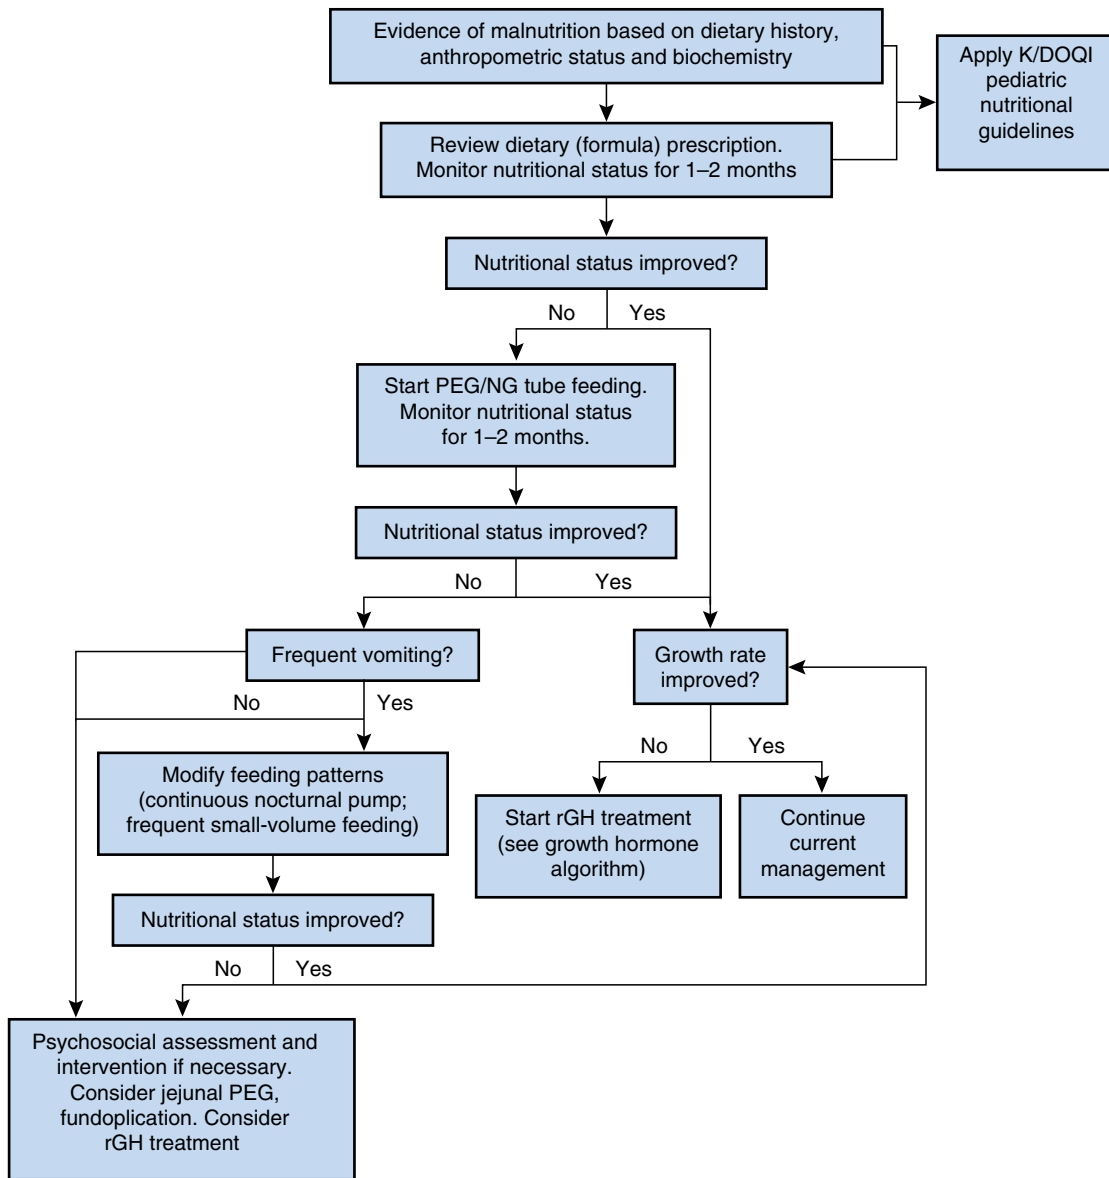 Evidence of malnutrition based on dietary history,
anthropometric status and biochemistry
Apply K/DOQI
pediatric
nutritional
guidelines
Review dietary (formula) prescription.
Monitor nutritional status for 1–2 months
Nutritional status improved?
No
Yes
Start PEG/NG tube feeding.
Monitor nutritional status
for 1–2 months.
Nutritional status improved?
No
Yes
Frequent vomiting?
Growth rate
improved?
No
Yes
No
Yes
Modify feeding patterns
(continuous nocturnal pump;
frequent small-volume feeding)
Start rGH treatment
(see growth hormone
algorithm)
Continue
current
management
Nutritional status improved?
No
Yes
Psychosocial assessment and
intervention if necessary.
Consider jejunal PEG,
fundoplication. Consider
rGH treatment